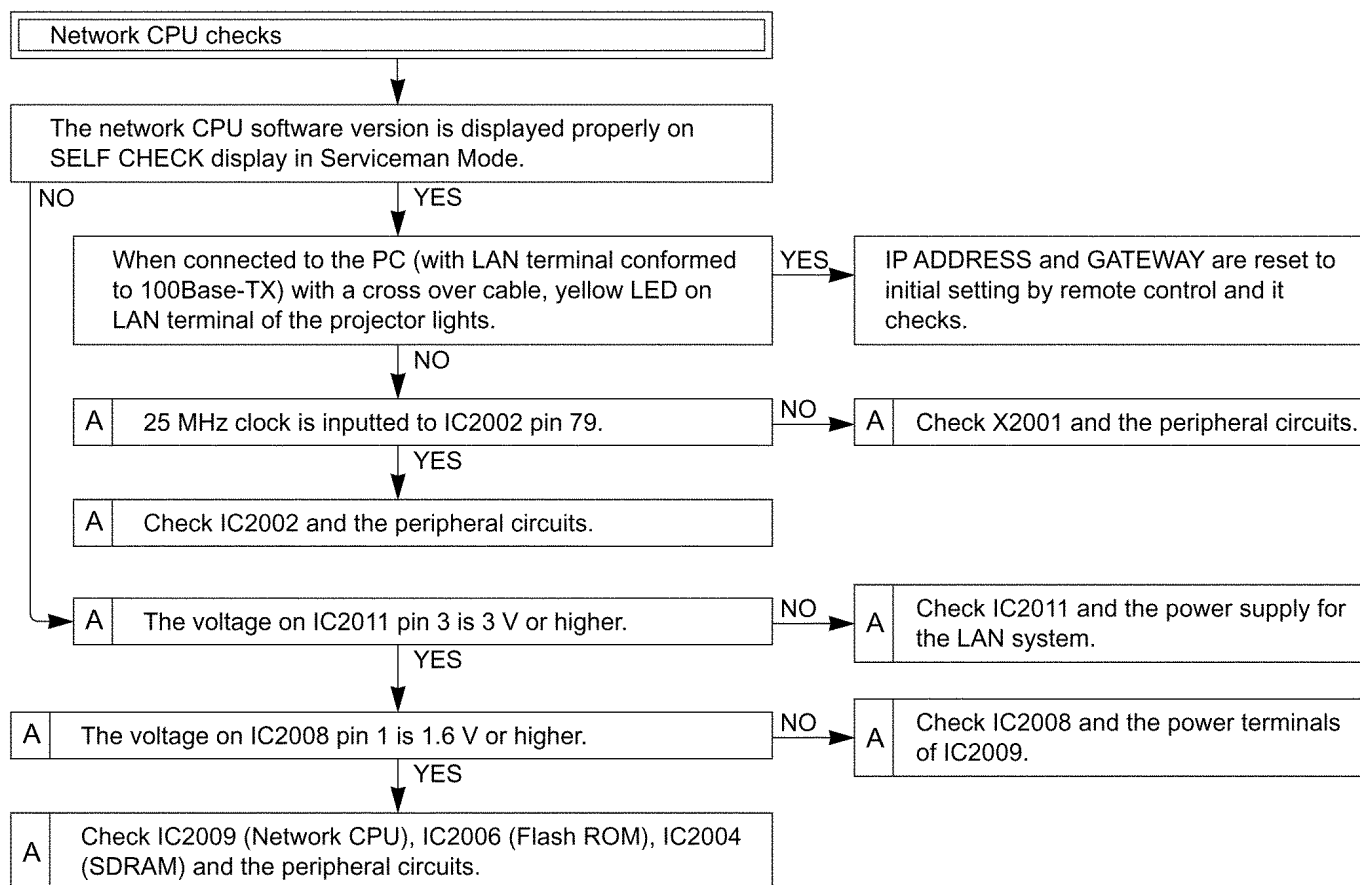 Network CPU checks
The network CPU software version is displayed properly on
SELF CHECK display in Serviceman Mode.
NO
YES
When connected to the PC (with LAN terminal conformed
to 100Base-TX) with a cross over cable, yellow LED on
LAN terminal of the projector lights.
YES
IP ADDRESS and GATEWAY are reset to
initial setting by remote control and it
checks.
NO
A
25 MHz clock is inputted to IC2002 pin 79.
NO
A
Check X2001 and the peripheral circuits.
YES
A
Check IC2002 and the peripheral circuits.
A
The voltage on IC2011 pin 3 is 3 V or higher.
NO
A
Check IC2011 and the power supply for
the LAN system.
YES
A
The voltage on IC2008 pin 1 is 1.6 V or higher.
NO
A
Check IC2008 and the power terminals
of IC2009.
YES
A
Check IC2009 (Network CPU), IC2006 (Flash ROM), IC2004
(SDRAM) and the peripheral circuits.